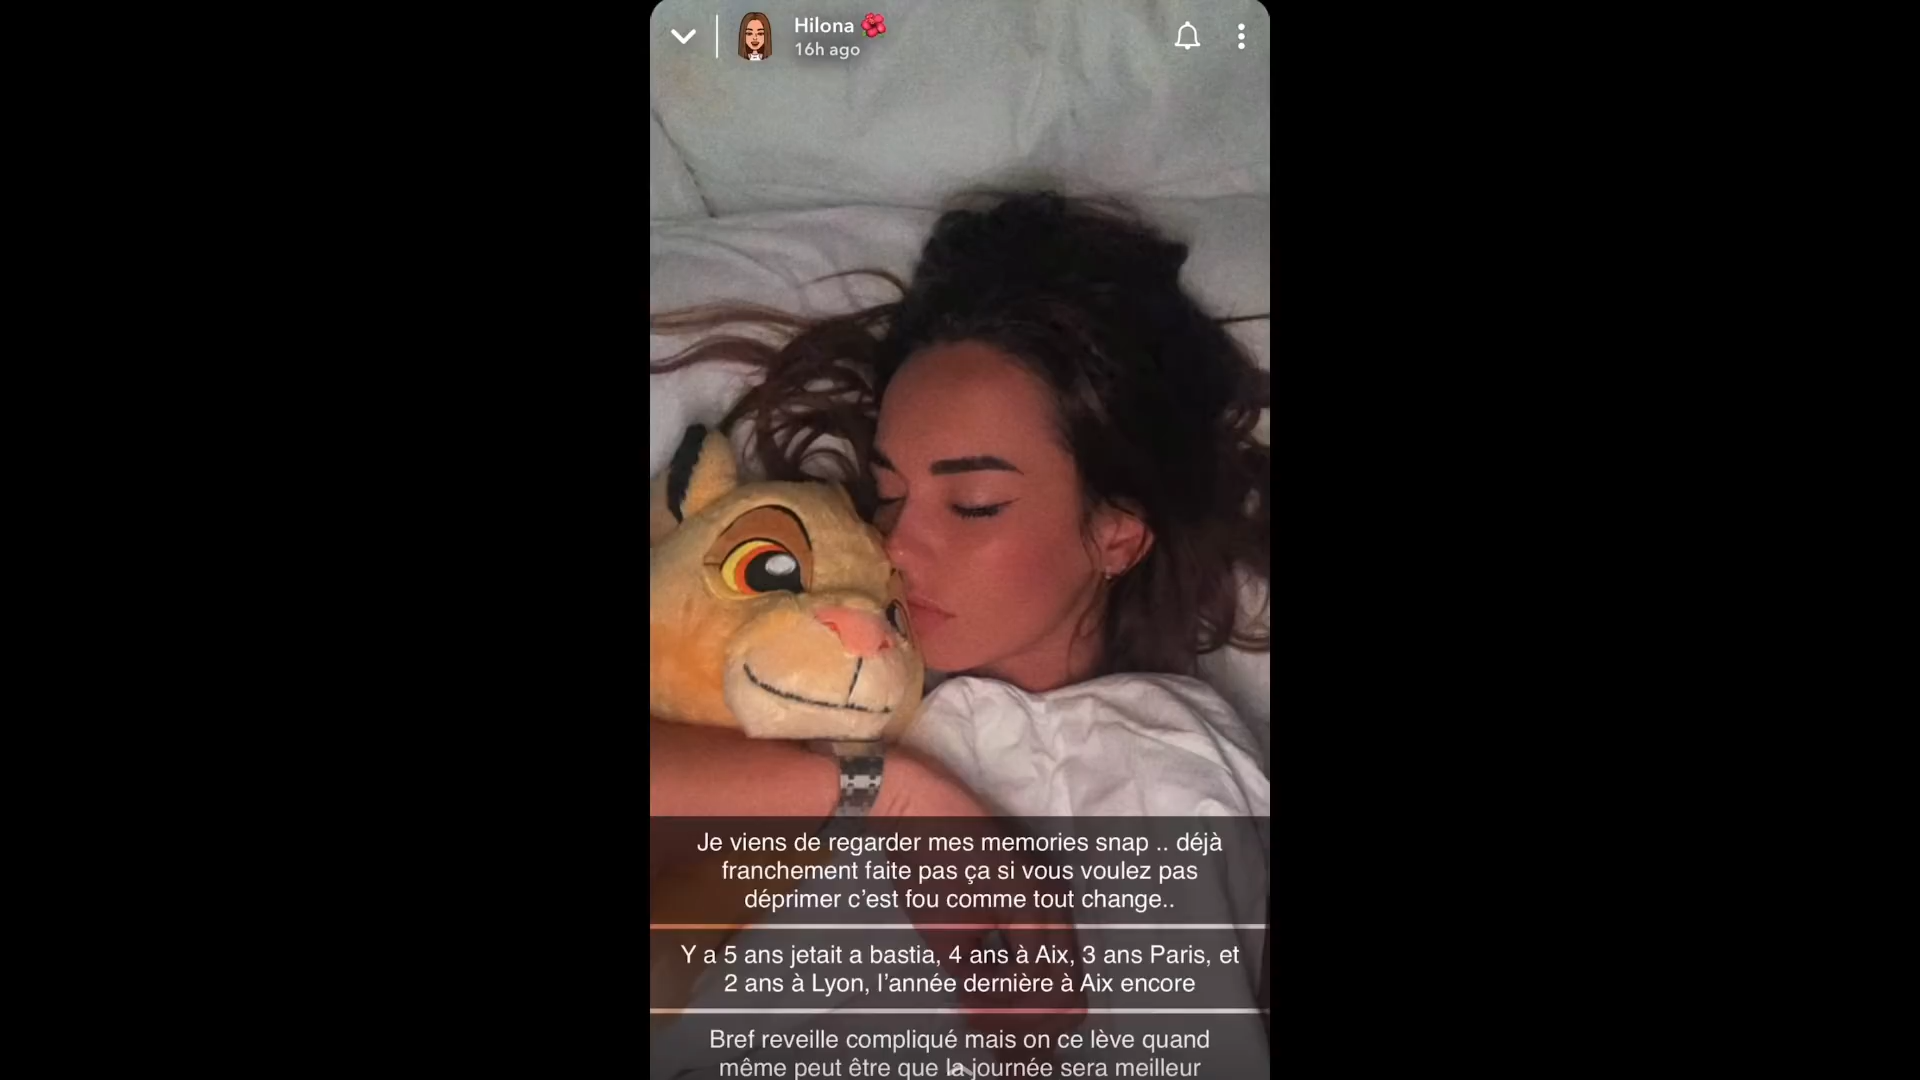 Hilona
16h ago
Je viens de regarder mes memories snap .. déjà
franchement faite pas ça si vous voulez pas
déprimer c’est fou comme tout change..
Y a 5 ans jetait a bastia, 4 ans à Aix, 3 ans Paris, et
2 ans à Lyon, l’année dernière à Aix encore
Bref reveille compliqué mais on ce lève quand
même peut être que la journée sera meilleur